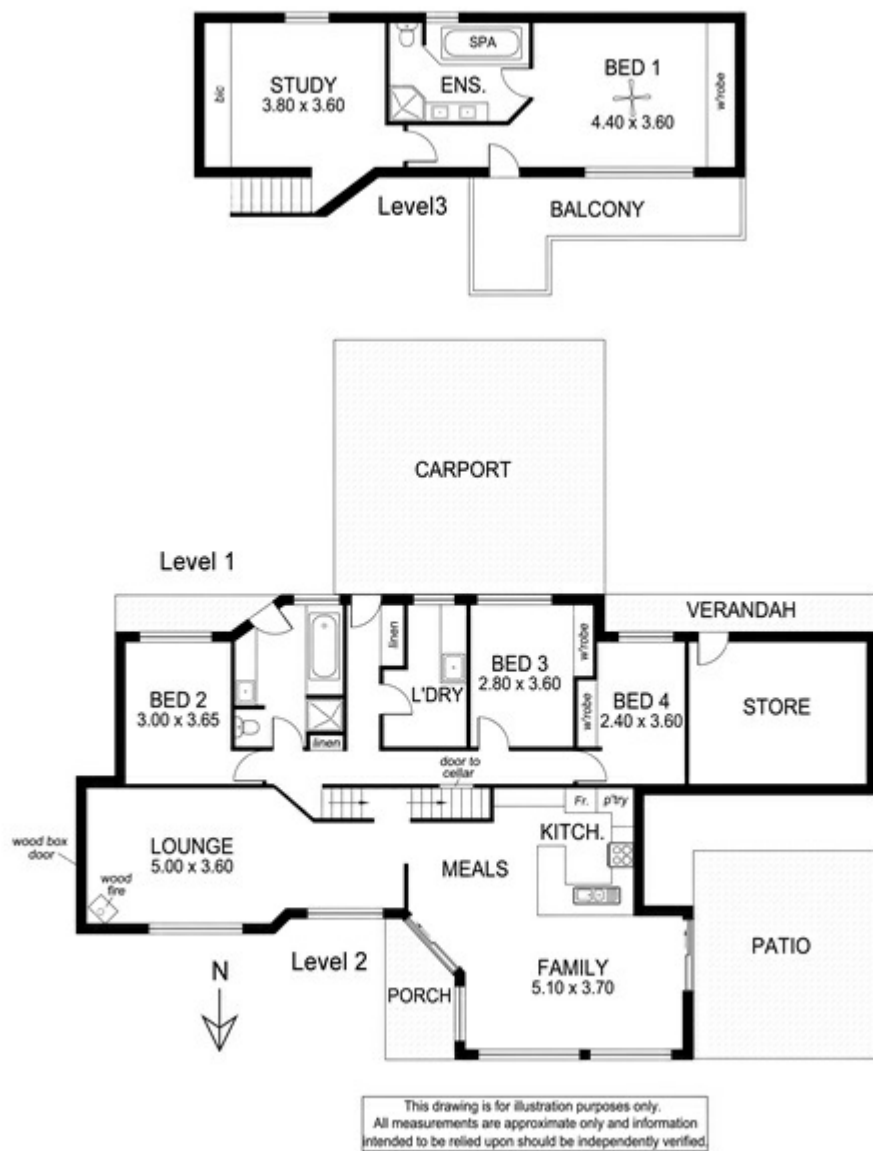 SPA
STUDY
3.80 x 3.60
bic
ENS.
BED 1
4.40 x 3.60
w'robe
Level3
BALCONY
CARPORT
Level 1
VERANDAH
linen
BED 3
2.80 x 3.60
w'robe
BED 2
3.00 x 3.65
L'DRY
w'robe
BED 4
2.40 x 3.60
STORE
linen
door to
cellar
Fr.
p'try
KITCH.
wood box
door
LOUNGE
5.00 x 3.60
wood
fire
MEALS
Level 2
N
PORCH
FAMILY
5.10 x 3.70
PATIO
This drawing is for illustration purposes only.
All measurements are approximate only and information
intended to be relied upon should be independently verified.